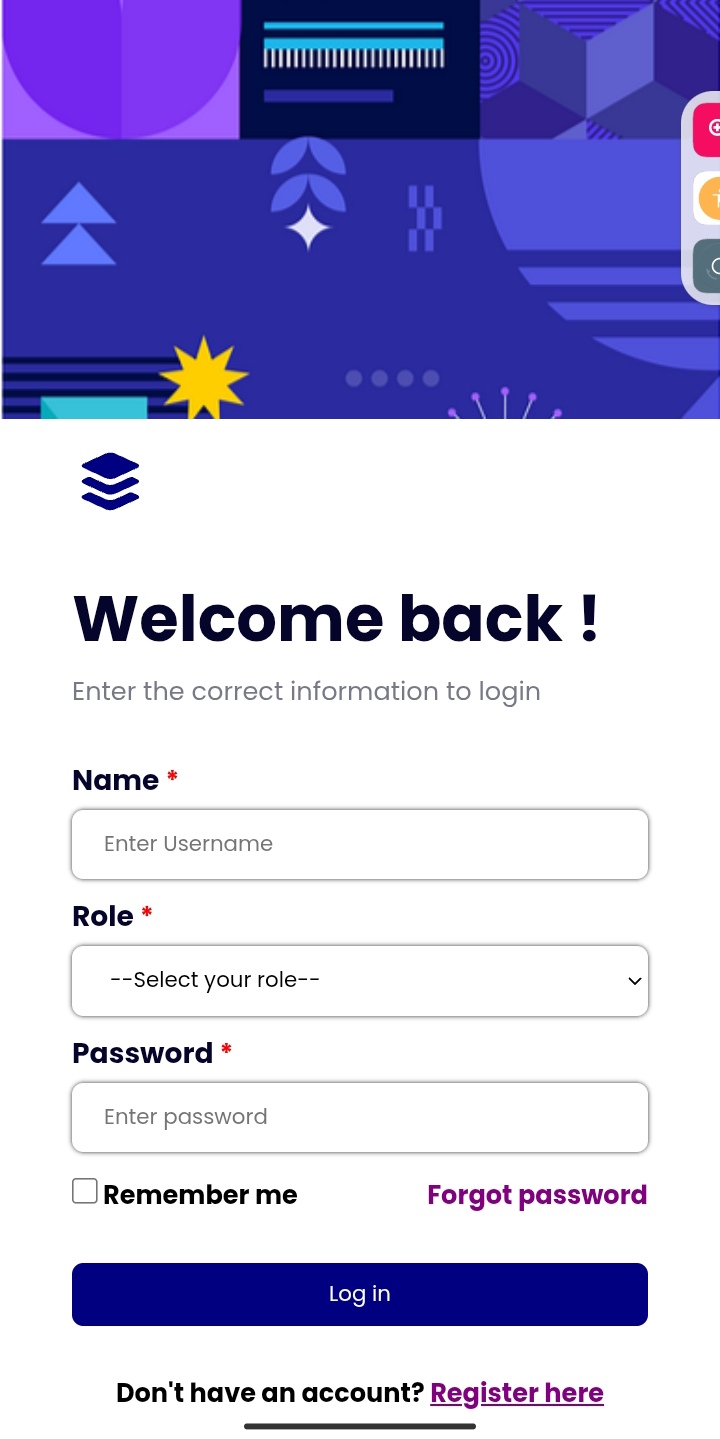 Welcome back !
Enter the correct information to login
Name *
Enter Username
Role *
--Select your role--
Password *
Enter password
Remember me Forgot password
Log in
Don't have an account? Register here